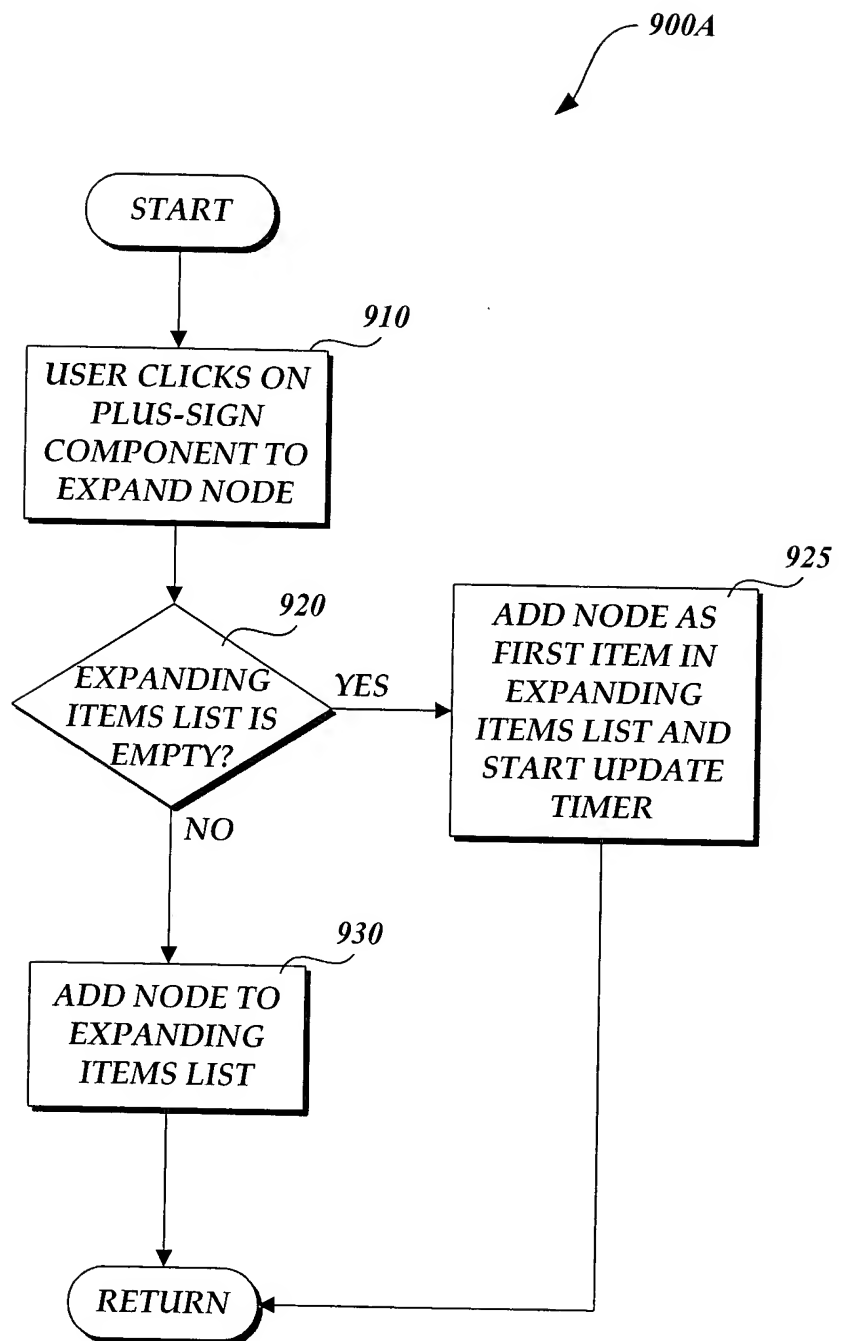 900A
START
910
USER CLICKS ON
PLUS-SIGN
COMPONENT TO
EXPAND NODE
920
EXPANDING
ITEMS LIST IS
EMPTY?
YES
925
ADD NODE AS
FIRST ITEM IN
EXPANDING
ITEMS LIST AND
START UPDATE
TIMER
NO
930
ADD NODE TO
EXPANDING
ITEMS LIST
RETURN